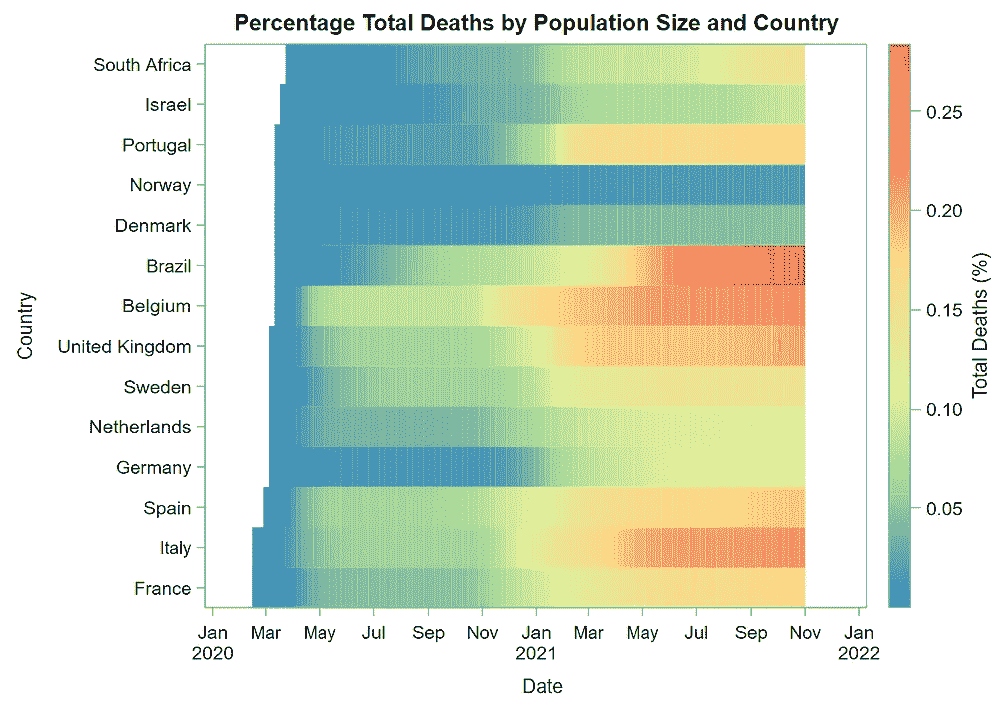 Percentage Total Deaths by Population Size and Country
South Africa
Israel
Portugal
Norway
Denmark
Brazil
Belgium
United Kingdom
Sweden
Netherlands
Germany
Spain
Italy
France
Country
Jan Mar May Jul Sep Nov Jan Mar May Jul Sep Nov Jan
2020 2021 2022
Date
0.25
0.20
0.15
0.10
0.05
Total Deaths (%)